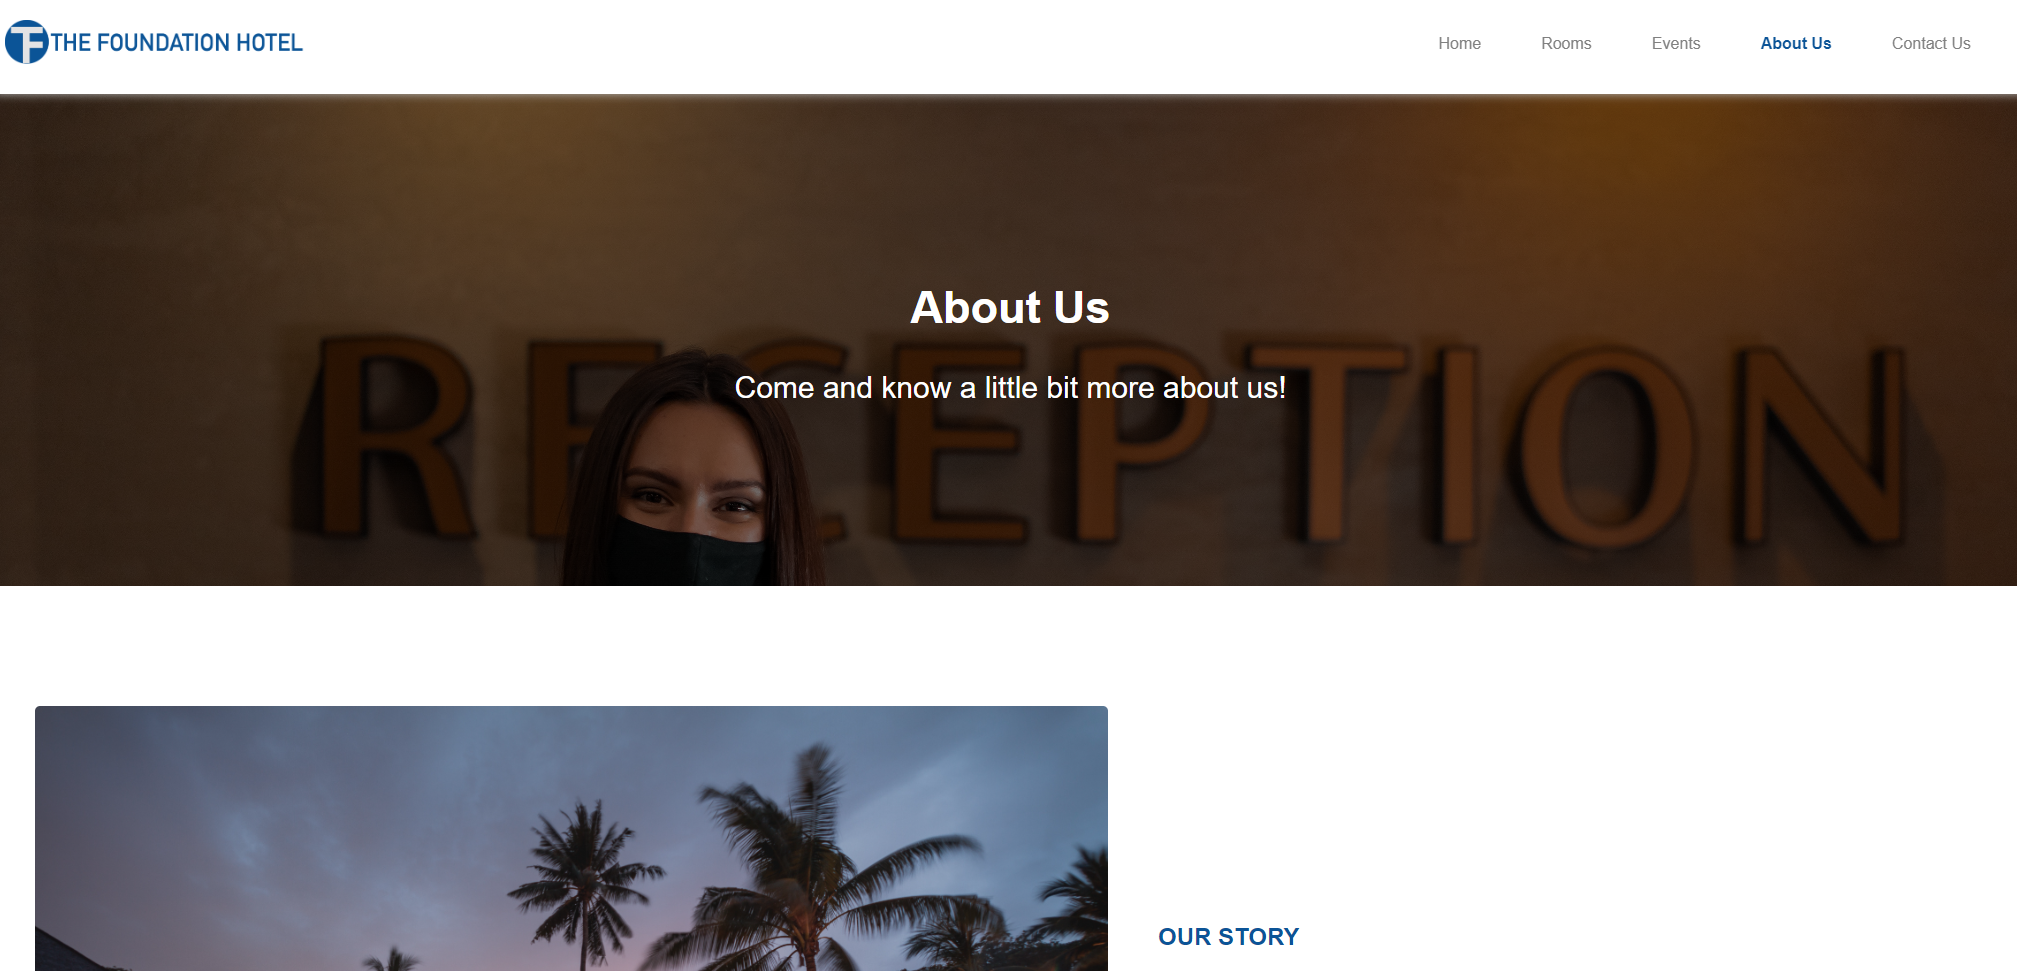 THE FOUNDATION HOTEL
Home Rooms Events About Us Contact Us
About Us
RECEPTION
Come and know a little bit more about us!
OUR STORY